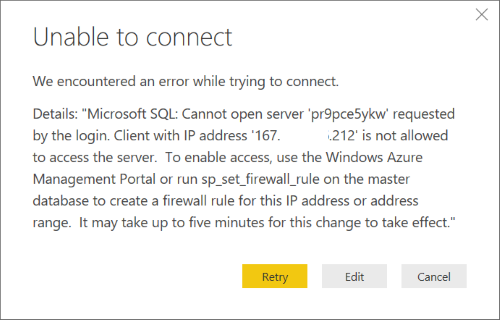 Unable to connect
We encountered an error while trying to connect.
Details: "Microsoft SQL: Cannot open server 'pr9pce5ykw' requested
by the login. Client with IP address '167. .212' is not allowed
to access the server.  To enable access, use the Windows Azure
Management Portal or run sp_set_firewall_rule on the master
database to create a firewall rule for this IP address or address
range.  It may take up to five minutes for this change to take effect."
Retry Edit Cancel